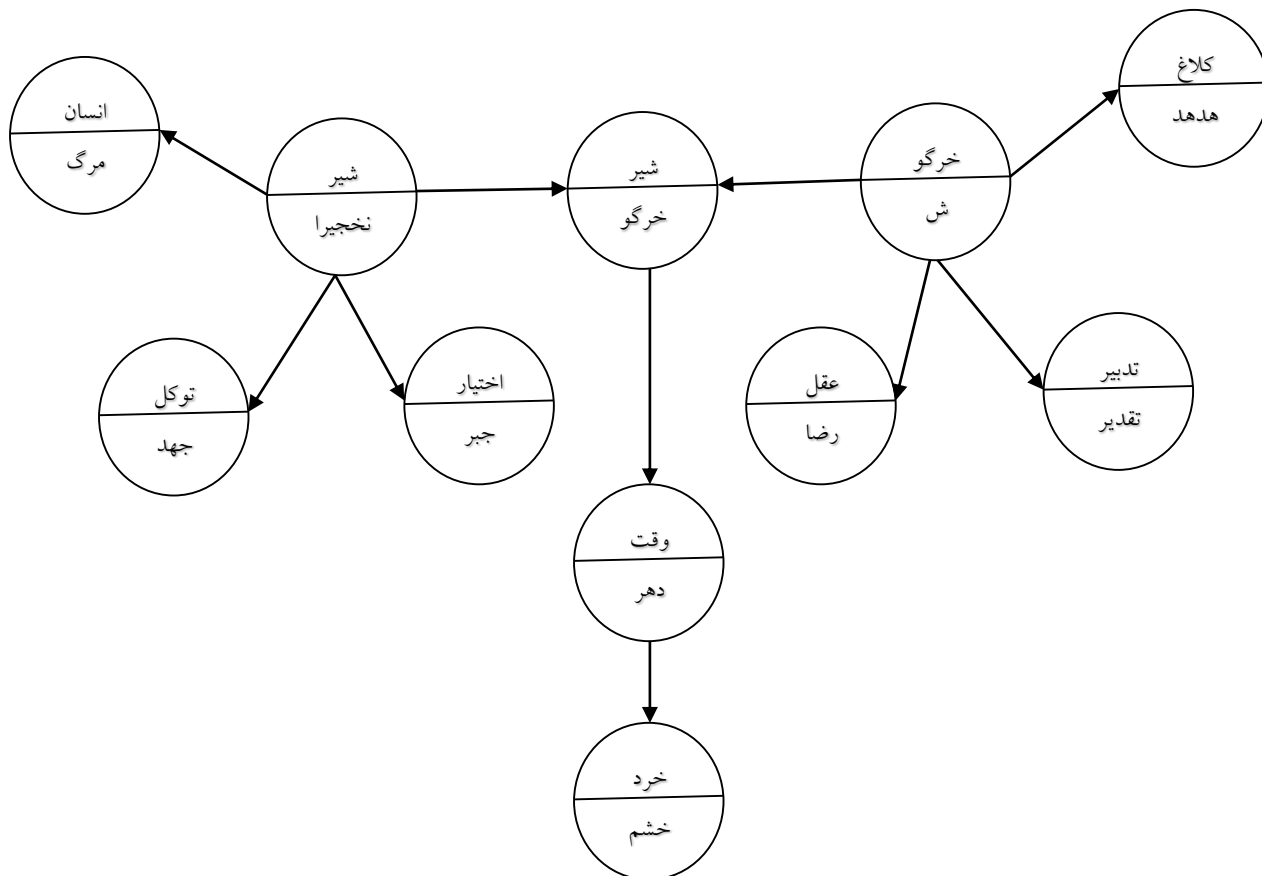 کلاغ
هدهد
انسان
مرگ
خرگو
ش
شیر
خرگو
شیر
نخجیرا
تدبیر
تقدیر
عقل
رضا
اختیار
جبر
توکل
جهد
وقت
دهر
خرد
خشم